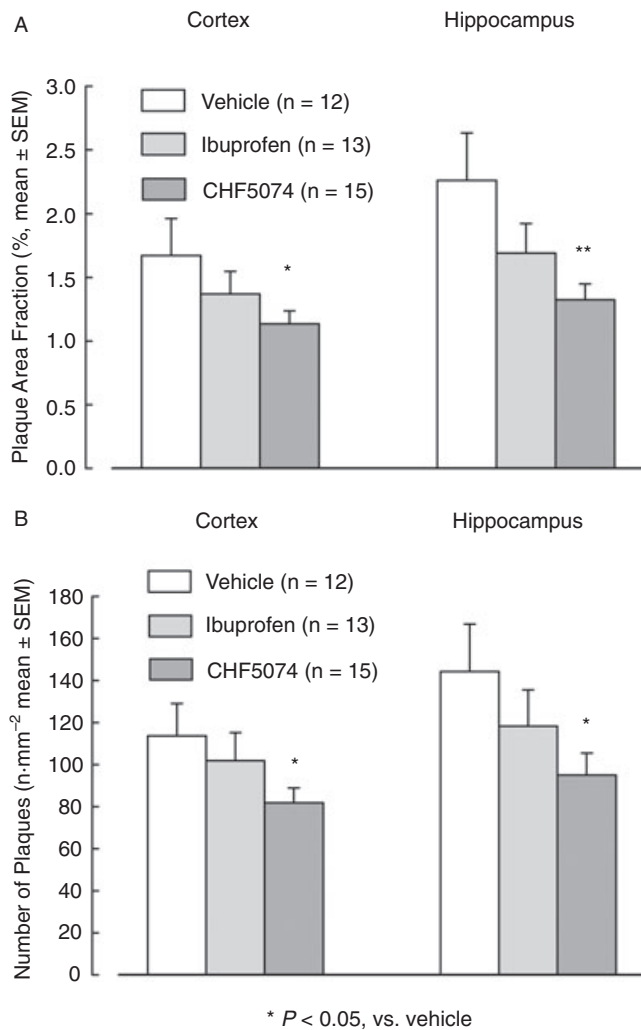 A
Cortex Hippocampus
Plaque Area Fraction (%, mean ± SEM)
3.0
2.5
2.0
1.5
1.0
0.5
0.0
Vehicle (n = 12)
Ibuprofen (n = 13)
CHF5074 (n = 15)
*
**
B
Cortex Hippocampus
Number of Plaques (n·mm⁻² mean ± SEM)
180
160
140
120
100
80
60
40
20
0
Vehicle (n = 12)
Ibuprofen (n = 13)
CHF5074 (n = 15)
*
*
* P < 0.05, vs. vehicle